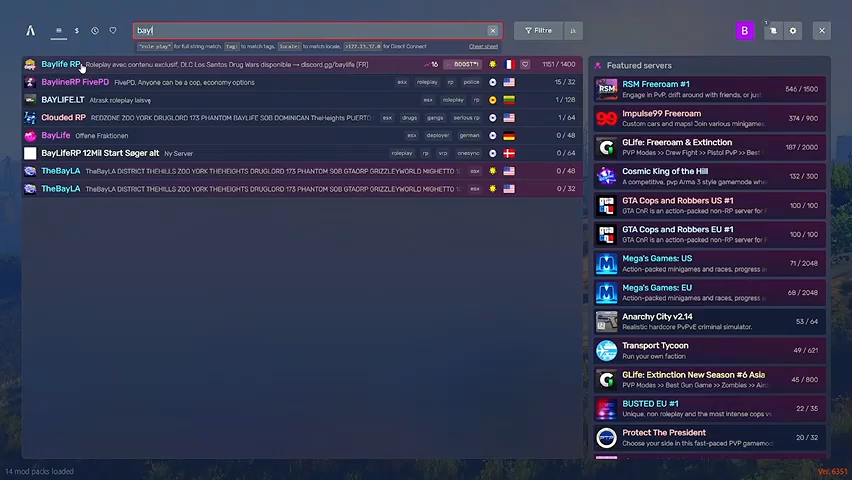 bayl
Filtre
B
1
"role play" for full string match, tag: to match tags, locale: to match locale, >127.13.37.0 for Direct Connect
Cheat sheet
Baylife RP
Roleplay avec contenu exclusif, DLC Los Santos Drug Wars disponible → discord.gg/baylife (FR)
16
BOOST™!
1151 / 1400
BaylineRP FivePD
FivePD, Anyone can be a cop, economy options
esx
roleplay
rp
police
15 / 32
BAYLIFE.LT
Atrask roleplay laisvę
esx
roleplay
rp
1 / 128
Clouded RP
REDZONE ZOO YORK DRUGLORD 173 PHANTOM BAYLIFE SOB DOMINICAN TheHeights PUERTO
esx
drugs
gangs
serious rp
1 / 64
BayLife
Offene Fraktionen
esx
deployer
german
0 / 48
BayLifeRP 12Mil Start Søger alt
Ny Server
roleplay
rp
vrp
onesync
0 / 64
TheBayLA
TheBayLA DISTRICT THEHILLS ZOO YORK THEHEIGHTS DRUGLORD 173 PHANTOM SOB GTAORP GRIZZLEYWORLD MIGHETTO
esx
0 / 48
TheBayLA
TheBayLA DISTRICT THEHILLS ZOO YORK THEHEIGHTS DRUGLORD 173 PHANTOM SOB GTAORP GRIZZLEYWORLD MIGHETTO
esx
0 / 32
Featured servers
RSM Freeroam #1
Engage in PvP, drift around with friends, or just
546 / 1500
Impulse99 Freeroam
Custom cars and maps! Join various minigames
374 / 900
GLife: Freeroam & Extinction
PVP Modes >> Crew Fight >> Pistol PvP >> Best
187 / 2000
Cosmic King of the Hill
A competitive, pvp Arma 3 style gamemode whe
132 / 300
GTA Cops and Robbers US #1
GTA CnR is an action-packed non-RP server for F
100 / 100
GTA Cops and Robbers EU #1
GTA CnR is an action-packed non-RP server for F
100 / 100
Mega's Games: US
Action-packed minigames and races, progress a
71 / 2048
Mega's Games: EU
Action-packed minigames and races, progress a
68 / 2048
Anarchy City v2.14
Realistic hardcore PvPvE criminal simulator.
53 / 64
Transport Tycoon
Run your own faction
49 / 621
GLife: Extinction New Season #6 Asia
PVP Modes >> Best Gun Game >> Zombies >> Air
45 / 800
BUSTED EU #1
Unique, non roleplay and the most intense cops v
22 / 35
Protect The President
Choose your side in this fast-paced PVP gamemod
20 / 32
14 mod packs loaded
Ver. 6351